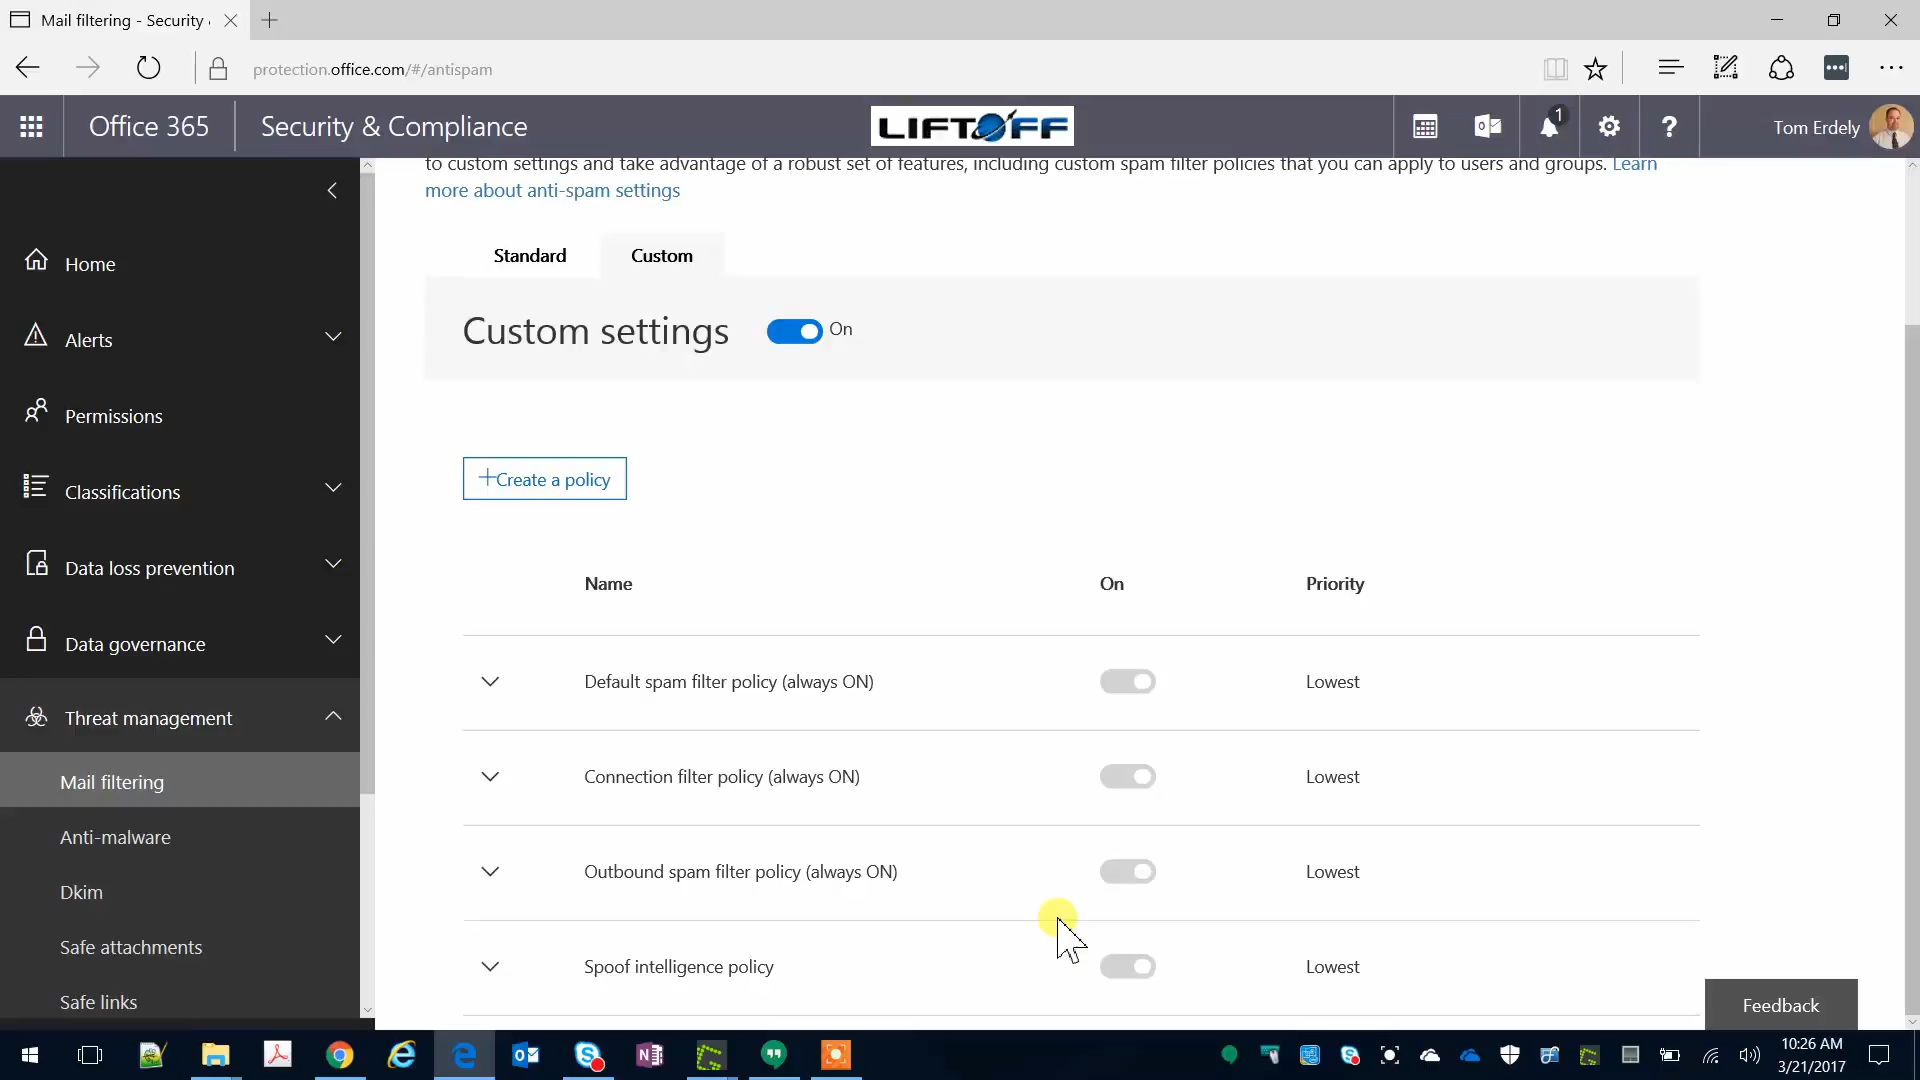 Mail filtering - Security
protection.office.com/#/antispam
Office 365
Security & Compliance
LIFTOFF
1
Tom Erdely
to custom settings and take advantage of a robust set of features, including custom spam filter policies that you can apply to users and groups. Learn
more about anti-spam settings
Home
Alerts
Permissions
Classifications
Data loss prevention
Data governance
Threat management
Mail filtering
Anti-malware
Dkim
Safe attachments
Safe links
Standard
Custom
Custom settings
On
+Create a policy
Name
On
Priority
Default spam filter policy (always ON)
Lowest
Connection filter policy (always ON)
Lowest
Outbound spam filter policy (always ON)
Lowest
Spoof intelligence policy
Lowest
Feedback
10:26 AM
3/21/2017